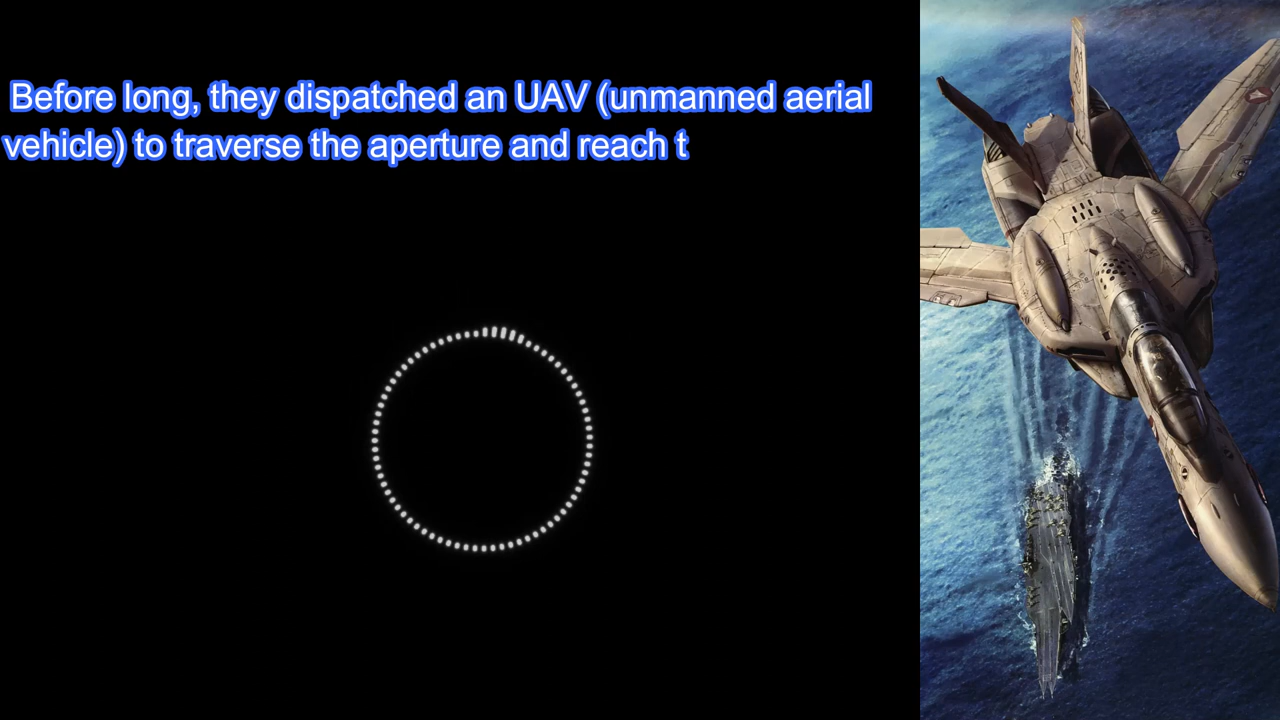 Before long, they dispatched an UAV (unmanned aerial
vehicle) to traverse the aperture and reach t